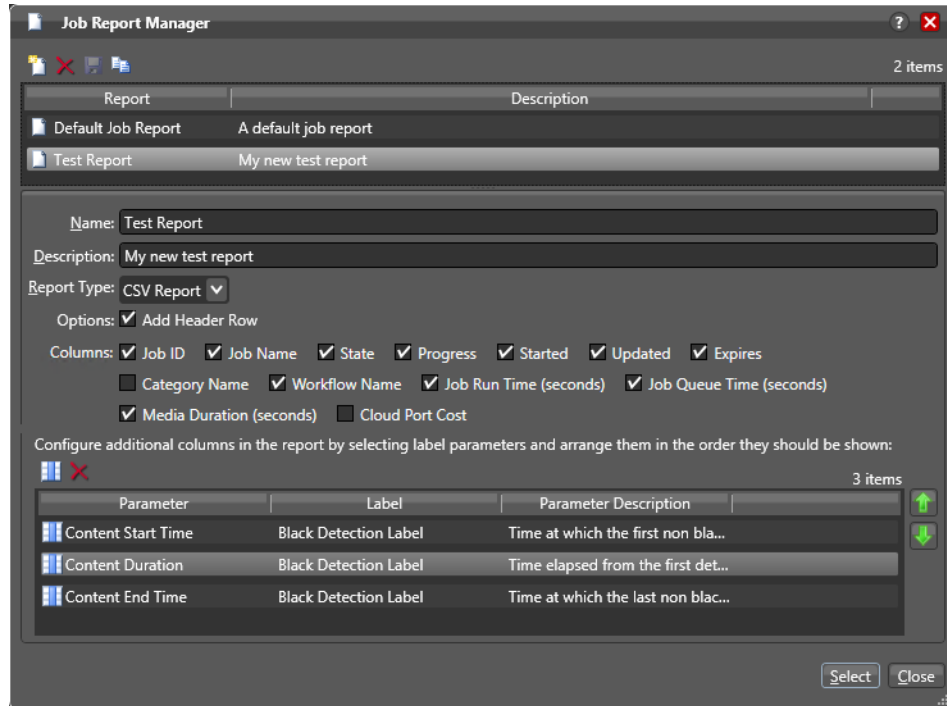 Job Report Manager
2 items
Report Description
Default Job Report A default job report
Test Report My new test report
Name: Test Report
Description: My new test report
Report Type: CSV Report
Options: Add Header Row
Columns: Job ID Job Name State Progress Started Updated Expires
Category Name Workflow Name Job Run Time (seconds) Job Queue Time (seconds)
Media Duration (seconds) Cloud Port Cost
Configure additional columns in the report by selecting label parameters and arrange them in the order they should be shown:
3 items
Parameter Label Parameter Description
Content Start Time Black Detection Label Time at which the first non bla...
Content Duration Black Detection Label Time elapsed from the first det...
Content End Time Black Detection Label Time at which the last non blac...
Select Close